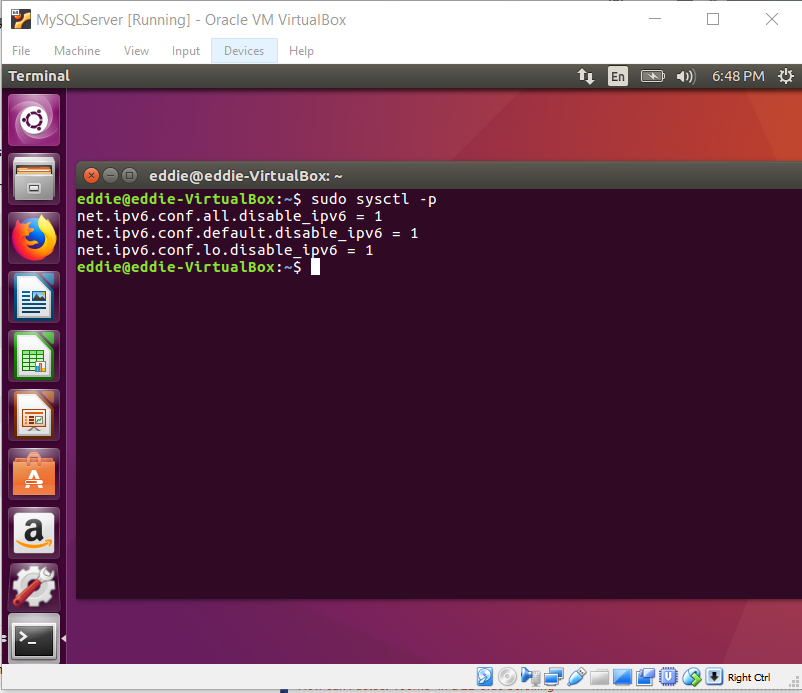 MySQLServer [Running] - Oracle VM VirtualBox
File Machine View Input Devices Help
Terminal En 6:48 PM
eddie@eddie-VirtualBox: ~
eddie@eddie-VirtualBox:~$ sudo sysctl -p
net.ipv6.conf.all.disable_ipv6 = 1
net.ipv6.conf.default.disable_ipv6 = 1
net.ipv6.conf.lo.disable_ipv6 = 1
eddie@eddie-VirtualBox:~$
Right Ctrl